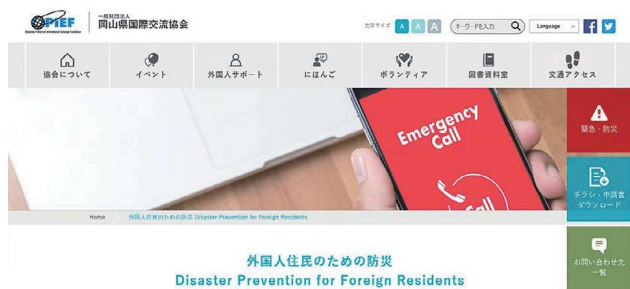 OPIEF
一般財団法人
岡山県国際交流協会
文字サイズ A A A
キーワードを入力
Language
協会について
イベント
外国人サポート
にほんご
ボランティア
図書資料室
交通アクセス
Emergency
Call
Call
緊急・防災
チラシ・申請書
ダウンロード
お問い合わせ先
一覧
Home
外国人住民のための防災 Disaster Prevention for Foreign Residents
外国人住民のための防災
Disaster Prevention for Foreign Residents